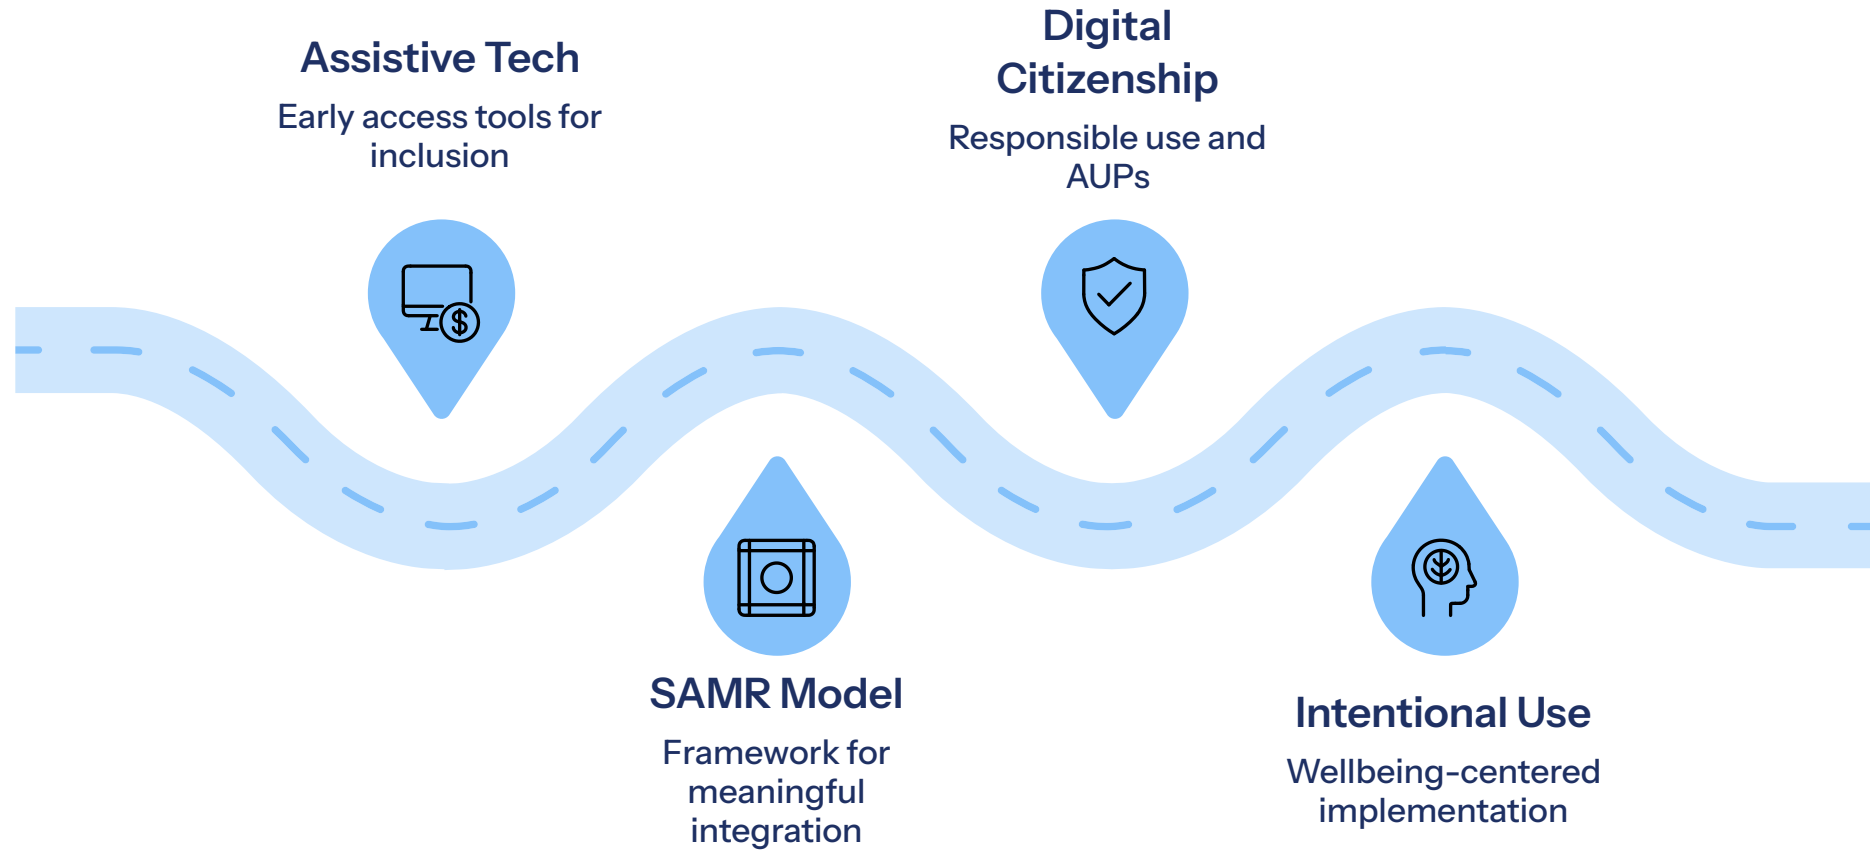 Assistive Tech
Early access tools for
inclusion
SAMR Model
Framework for
meaningful
integration
Digital
Citizenship
Responsible use and
AUPs
Intentional Use
Wellbeing-centered
implementation